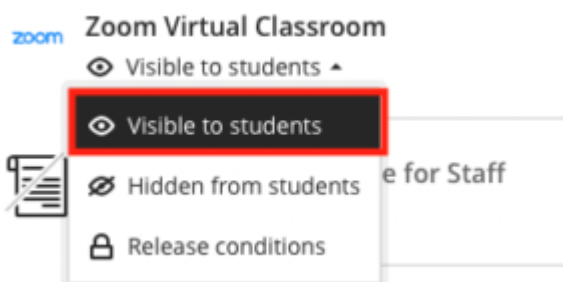 zoom
Zoom Virtual Classroom
Visible to students
Visible to students
Hidden from students
e for Staff
Release conditions